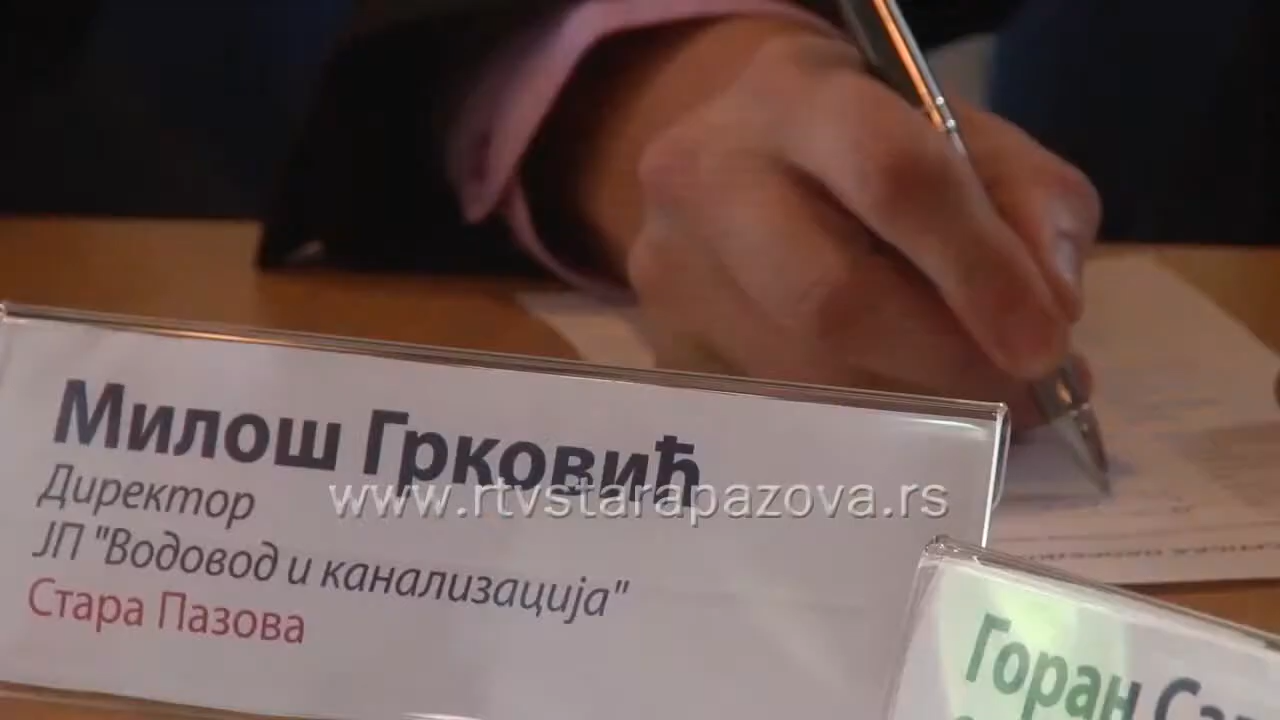 Милош Грковић
Директор
ЈП "Водовод и канализација"
Стара Пазова
www.rtvstarapazova.rs
Горан